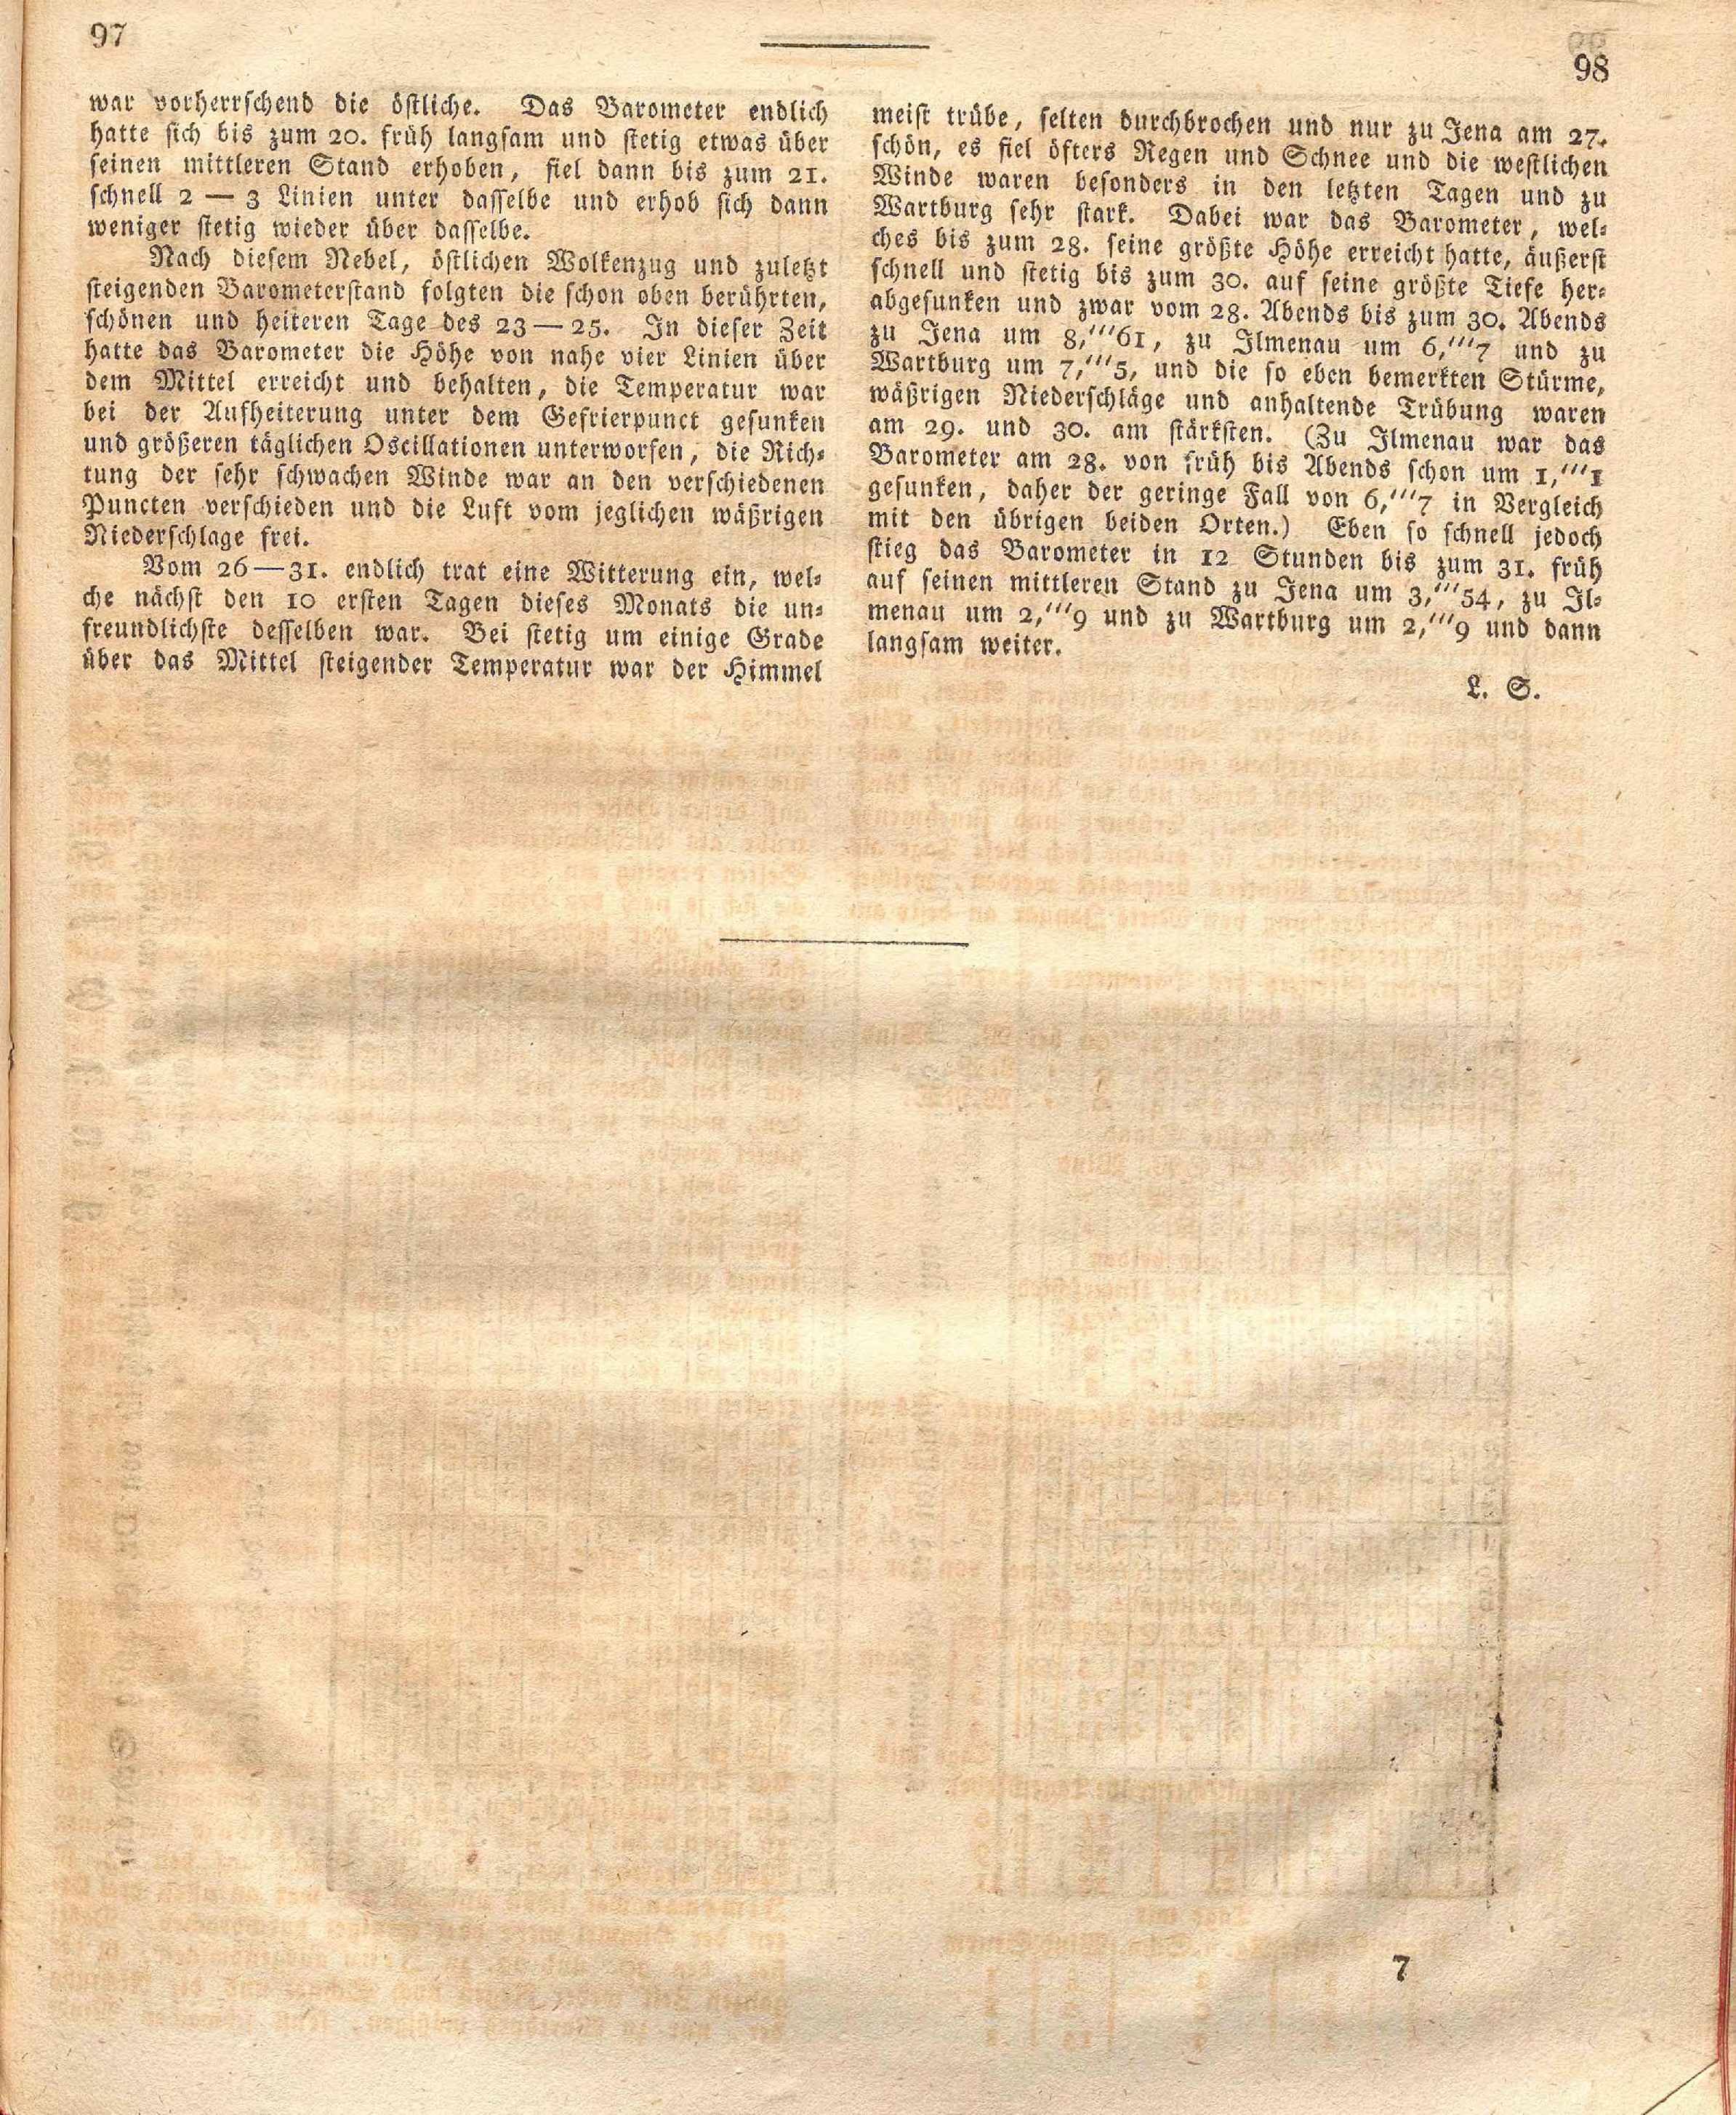 97
war vorherrschend die östliche. Das Barometer endlich
hatte sich bis zum 20. früh langsam und stetig etwas über
seinen mittleren Stand erhoben, fiel dann bis zum 21.
schnell 2 — 3 Linien unter dasselbe und erhob sich dann
weniger stetig wieder über dasselbe.
Nach diesem Nebel, östlichen Wolkenzug und zuletzt
steigenden Barometerstand folgten die schon oben berührten,
schönen und heiteren Tage des 23—25. In dieser Zeit
hatte das Barometer die Höhe von nahe vier Linien über
dem Mittel erreicht und behalten, die Temperatur war
bei der Aufheiterung unter dem Gefrierpunct gesunken
und größeren täglichen Oscillationen unterworfen, die Rich-
tung der sehr schwachen Winde war an den verschiedenen
Puncten verschieden und die Luft vom jeglichen wäßrigen
Niederschlage frei.
Vom 26—31. endlich trat eine Witterung ein, wel-
che nächst den 10 ersten Tagen dieses Monats die un-
freundlichste desselben war. Bei stetig um einige Grade
über das Mittel steigender Temperatur war der Himmel
98
meist trübe, selten durchbrochen und nur zu Jena am 27.
schön, es fiel öfters Regen und Schnee und die westlichen
Winde waren besonders in den letzten Tagen und zu
Wartburg sehr stark. Dabei war das Barometer, wel-
ches bis zum 28. seine größte Höhe erreicht hatte, äußerst
schnell und stetig bis zum 30. auf seine größte Tiefe her-
abgesunken und zwar vom 28. Abends bis zum 30. Abends
zu Jena um 8,'''61, zu Ilmenau um 6,'''7 und zu
Wartburg um 7,'''5, und die so eben bemerkten Stürme,
wäßrigen Niederschläge und anhaltende Trübung waren
am 29. und 30. am stärksten. (Zu Ilmenau war das
Barometer am 28. von früh bis Abends schon um 1,'''1
gesunken, daher der geringe Fall von 6,'''7 in Vergleich
mit den übrigen beiden Orten.) Eben so schnell jedoch
stieg das Barometer in 12 Stunden bis zum 31. früh
auf seinen mittleren Stand zu Jena um 3,'''54, zu Il-
menau um 2,'''9 und zu Wartburg um 2,'''9 und dann
langsam weiter.
L. S.
7